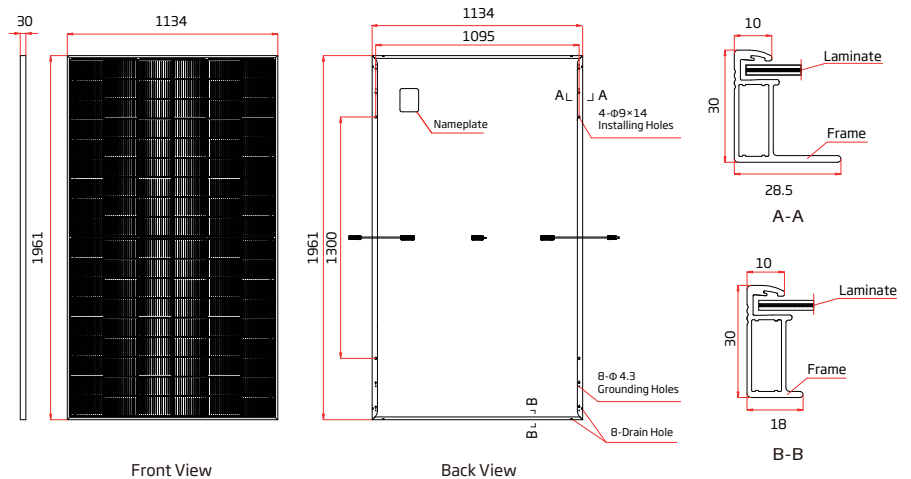 30
1134
1961
Front View
1134
1095
1961
1300
Nameplate
A
A
4-Φ9×14
Installing Holes
8-Φ 4.3
Grounding Holes
8-Drain Hole
B
B
Back View
10
30
Laminate
Frame
28.5
A-A
10
30
Laminate
Frame
18
B-B